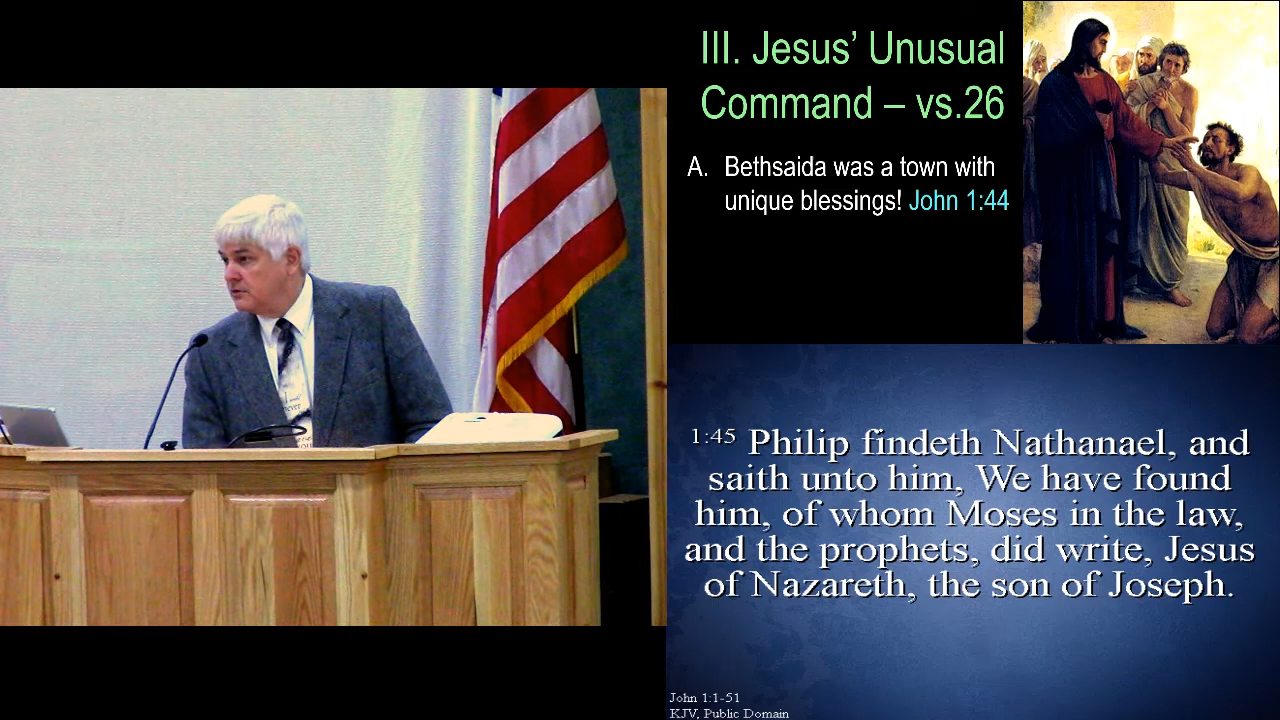 III. Jesus’ Unusual
Command – vs.26
A. Bethsaida was a town with
unique blessings! John 1:44
1:45 Philip findeth Nathanael, and
saith unto him, We have found
him, of whom Moses in the law,
and the prophets, did write, Jesus
of Nazareth, the son of Joseph.
John 1:1-51
KJV, Public Domain